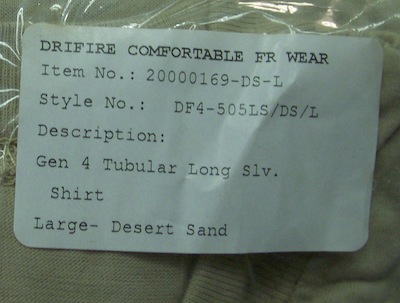 DRIFIRE COMFORTABLE FR WEAR
Item No.: 20000169-DS-L
Style No.: DF4-505LS/DS/L
Description:
Gen 4 Tubular Long Slv.
Shirt
Large- Desert Sand